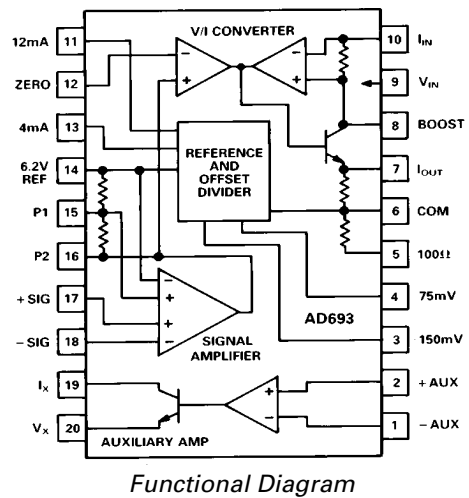 V/I CONVERTER
12mA 11
ZERO 12
4mA 13
6.2V REF 14
P1 15
P2 16
+ SIG 17
− SIG 18
IX 19
VX 20
10 IIN
9 VIN
8 BOOST
7 IOUT
6 COM
5 100Ω
4 75mV
3 150mV
2 + AUX
1 − AUX
−
+
−
+
REFERENCE
AND
OFFSET
DIVIDER
−
+
+
−
SIGNAL
AMPLIFIER
AD693
+
−
AUXILIARY AMP
Functional Diagram